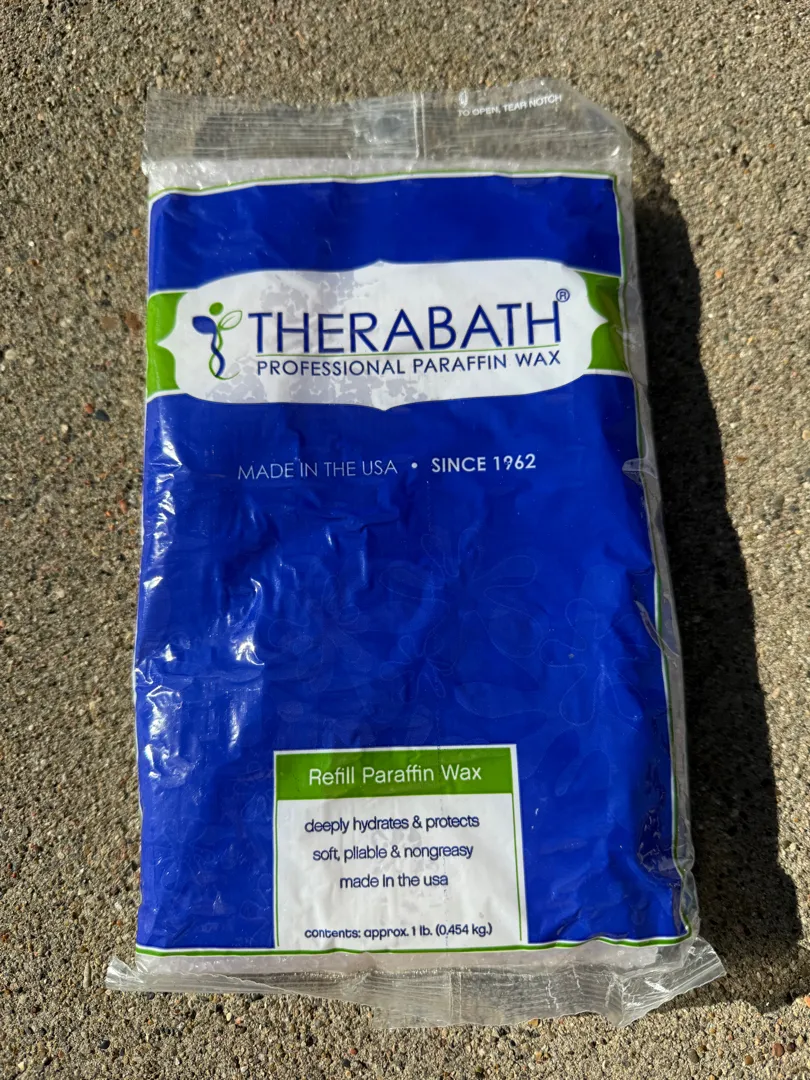 TO OPEN, TEAR NOTCH
THERABATH®
PROFESSIONAL PARAFFIN WAX
MADE IN THE USA • SINCE 1962
Refill Paraffin Wax
deeply hydrates & protects
soft, pliable & nongreasy
made in the usa
contents: approx. 1 lb. (0.454 kg.)